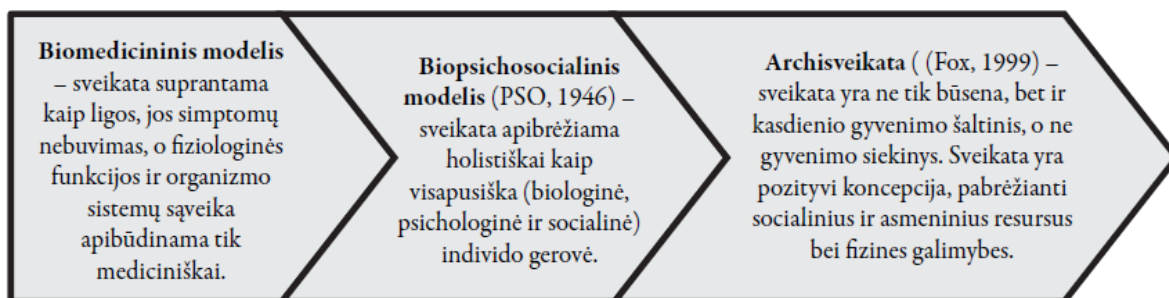 Biomedicininis modelis
– sveikata suprantama
kaip ligos, jos simptomų
nebuvimas, o fiziologinės
funkcijos ir organizmo
sistemų sąveika
apibūdinama tik
mediciniškai.
Biopsichosocialinis
modelis (PSO, 1946) –
sveikata apibrėžiama
holistiškai kaip
visapusiška (biologinė,
psichologinė ir socialinė)
individo gerovė.
Archisveikata ( (Fox, 1999) –
sveikata yra ne tik būsena, bet ir
kasdienio gyvenimo šaltinis, o ne
gyvenimo siekinys. Sveikata yra
pozityvi koncepcija, pabrėžianti
socialinius ir asmeninius resursus
bei fizines galimybes.